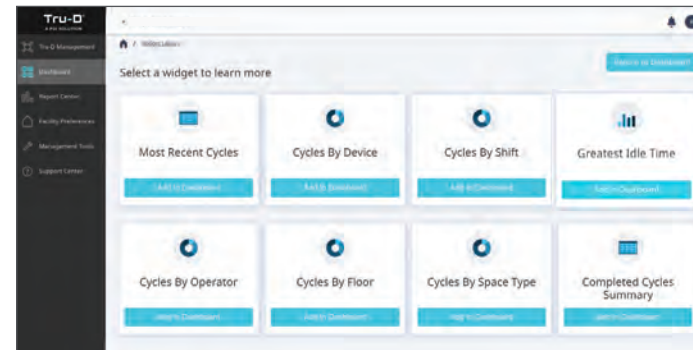 Tru-D
Tru-D Management
Dashboard
Report Center
Facility Preferences
Management Tools
Support Center
Select a widget to learn more
Return to Dashboard
Most Recent Cycles
Cycles By Device
Cycles By Shift
Greatest Idle Time
Add to Dashboard
Add to Dashboard
Add to Dashboard
Add to Dashboard
Cycles By Operator
Cycles By Floor
Cycles By Space Type
Completed Cycles
Summary
Add to Dashboard
Add to Dashboard
Add to Dashboard
Add to Dashboard